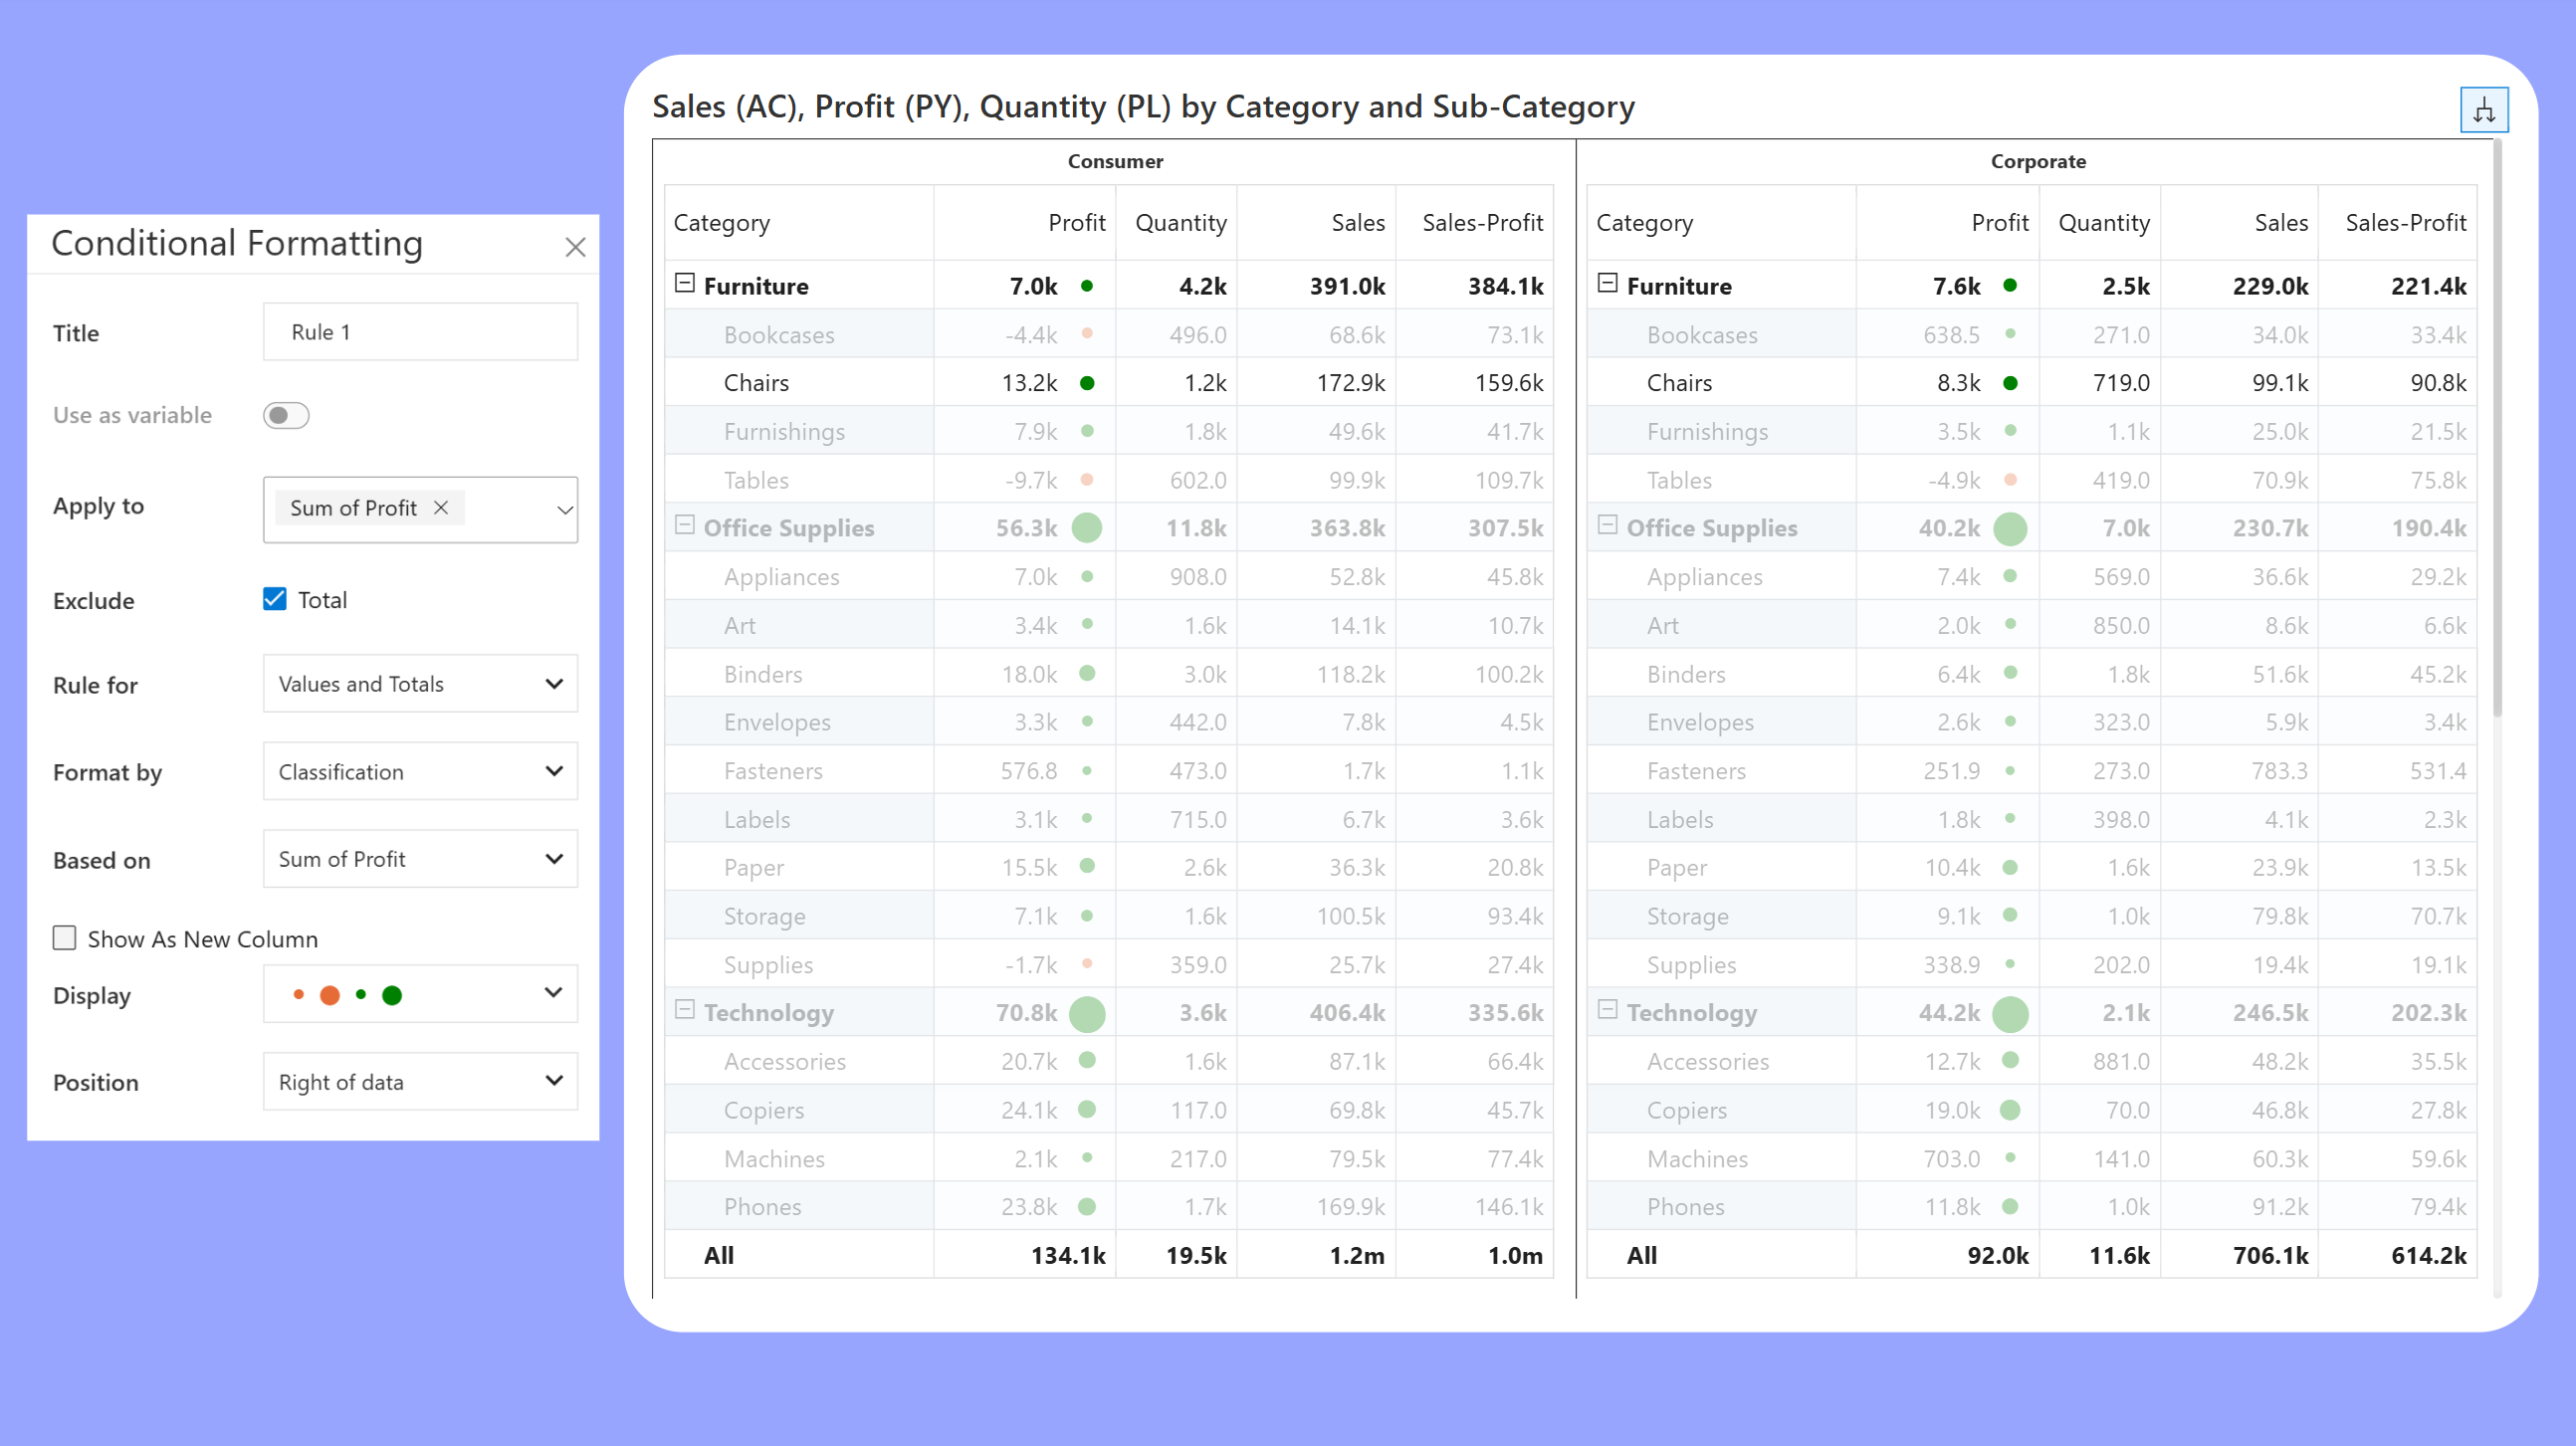 Conditional Formatting
Title Rule 1
Use as variable
Apply to Sum of Profit
Exclude Total
Rule for Values and Totals
Format by Classification
Based on Sum of Profit
Show As New Column
Display
Position Right of data
Sales (AC), Profit (PY), Quantity (PL) by Category and Sub-Category
Consumer
Category Profit Quantity Sales Sales-Profit
Furniture 7.0k 4.2k 391.0k 384.1k
Bookcases -4.4k 496.0 68.6k 73.1k
Chairs 13.2k 1.2k 172.9k 159.6k
Furnishings 7.9k 1.8k 49.6k 41.7k
Tables -9.7k 602.0 99.9k 109.7k
Office Supplies 56.3k 11.8k 363.8k 307.5k
Appliances 7.0k 908.0 52.8k 45.8k
Art 3.4k 1.6k 14.1k 10.7k
Binders 18.0k 3.0k 118.2k 100.2k
Envelopes 3.3k 442.0 7.8k 4.5k
Fasteners 576.8 473.0 1.7k 1.1k
Labels 3.1k 715.0 6.7k 3.6k
Paper 15.5k 2.6k 36.3k 20.8k
Storage 7.1k 1.6k 100.5k 93.4k
Supplies -1.7k 359.0 25.7k 27.4k
Technology 70.8k 3.6k 406.4k 335.6k
Accessories 20.7k 1.6k 87.1k 66.4k
Copiers 24.1k 117.0 69.8k 45.7k
Machines 2.1k 217.0 79.5k 77.4k
Phones 23.8k 1.7k 169.9k 146.1k
All 134.1k 19.5k 1.2m 1.0m
Corporate
Category Profit Quantity Sales Sales-Profit
Furniture 7.6k 2.5k 229.0k 221.4k
Bookcases 638.5 271.0 34.0k 33.4k
Chairs 8.3k 719.0 99.1k 90.8k
Furnishings 3.5k 1.1k 25.0k 21.5k
Tables -4.9k 419.0 70.9k 75.8k
Office Supplies 40.2k 7.0k 230.7k 190.4k
Appliances 7.4k 569.0 36.6k 29.2k
Art 2.0k 850.0 8.6k 6.6k
Binders 6.4k 1.8k 51.6k 45.2k
Envelopes 2.6k 323.0 5.9k 3.4k
Fasteners 251.9 273.0 783.3 531.4
Labels 1.8k 398.0 4.1k 2.3k
Paper 10.4k 1.6k 23.9k 13.5k
Storage 9.1k 1.0k 79.8k 70.7k
Supplies 338.9 202.0 19.4k 19.1k
Technology 44.2k 2.1k 246.5k 202.3k
Accessories 12.7k 881.0 48.2k 35.5k
Copiers 19.0k 70.0 46.8k 27.8k
Machines 703.0 141.0 60.3k 59.6k
Phones 11.8k 1.0k 91.2k 79.4k
All 92.0k 11.6k 706.1k 614.2k